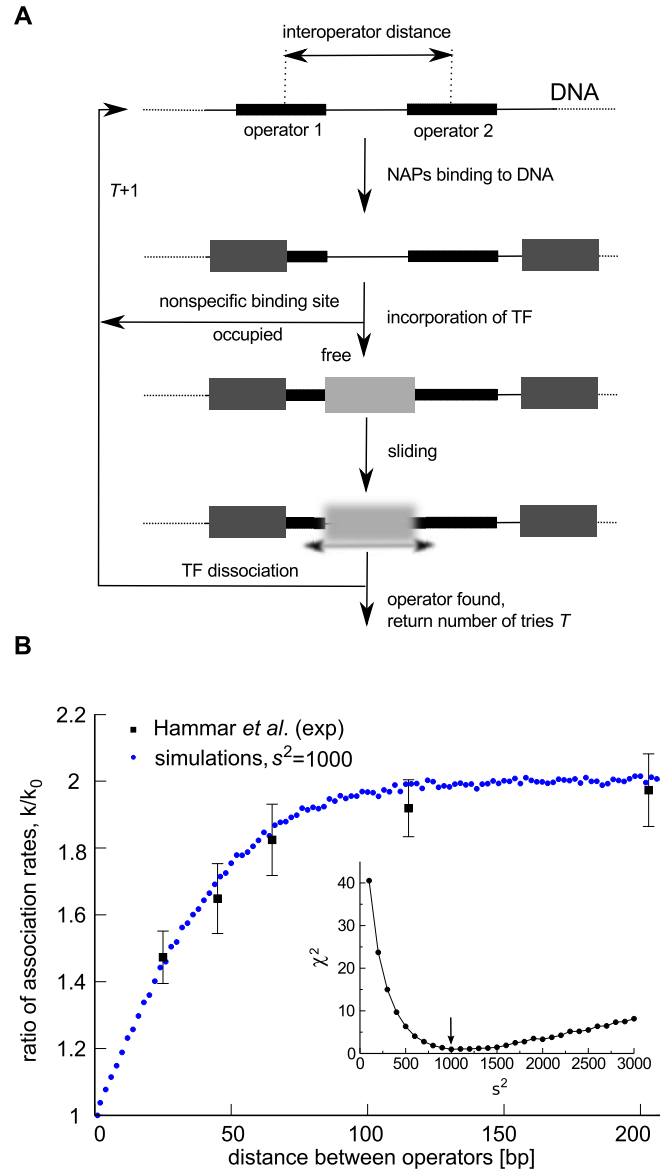 A
interoperator distance
DNA
operator 1
operator 2
T+1
NAPs binding to DNA
nonspecific binding site
occupied
incorporation of TF
free
sliding
TF dissociation
operator found,
return number of tries T
B
2.2
2
1.8
1.6
1.4
1.2
1
ratio of association rates, k/k₀
Hammar et al. (exp)
simulations, s²=1000
40
30
20
10
0
χ²
0 500 1000 1500 2000 2500 3000
s²
0 50 100 150 200
distance between operators [bp]